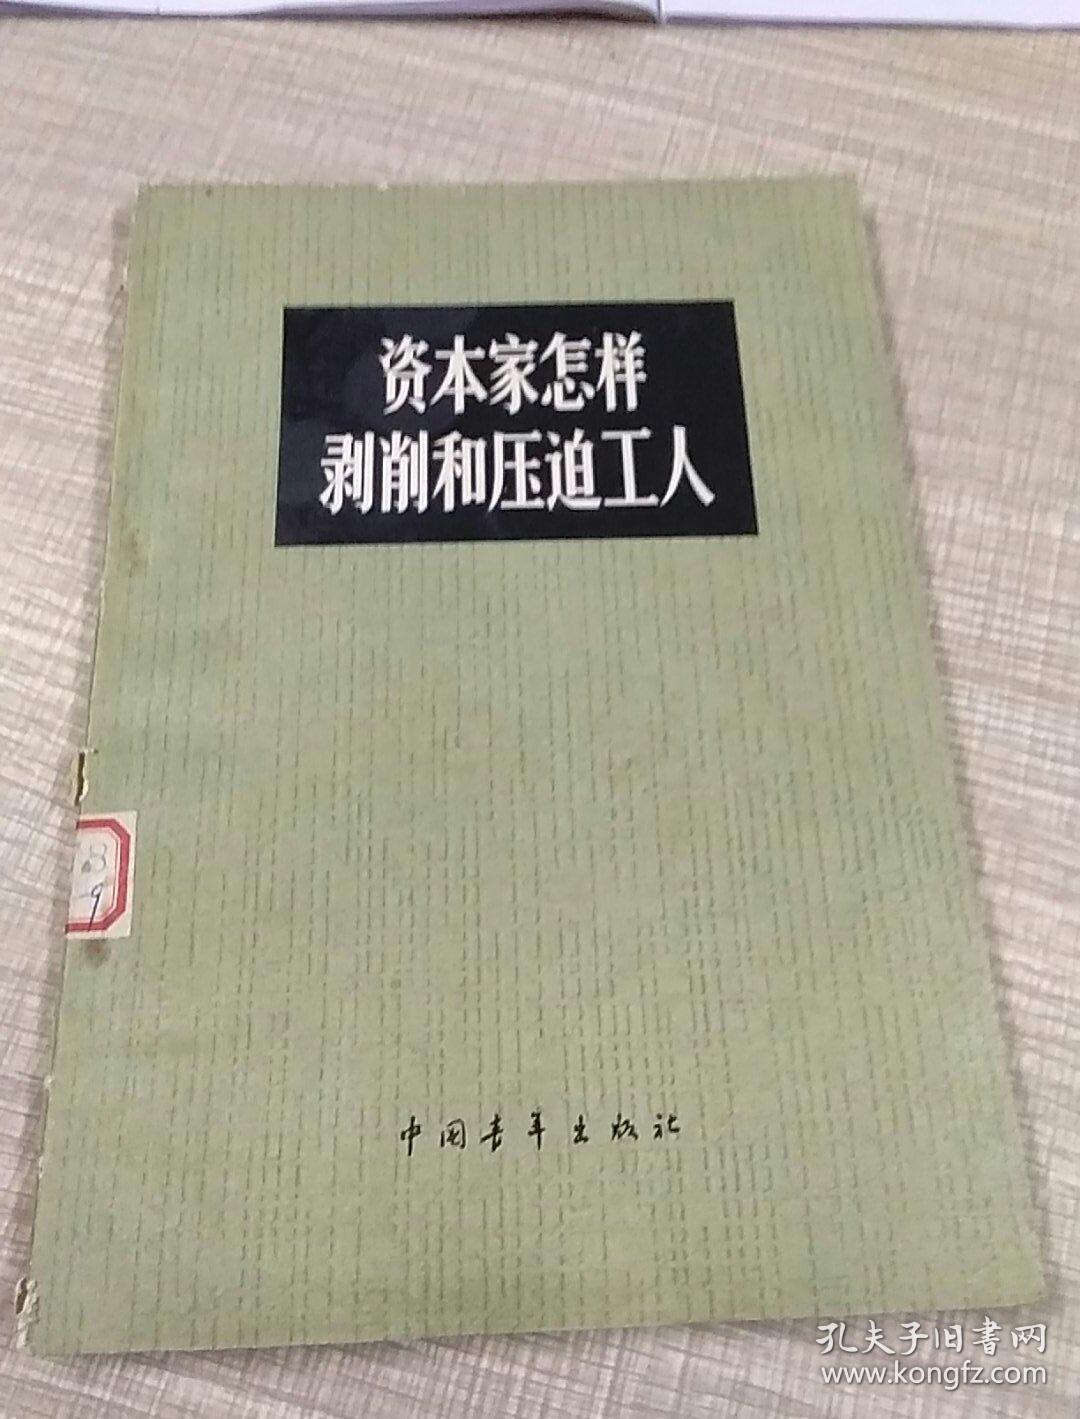 资本家怎样
剥削和压迫工人
9
中国青年出版社
孔夫子旧书网
www.kongfz.com